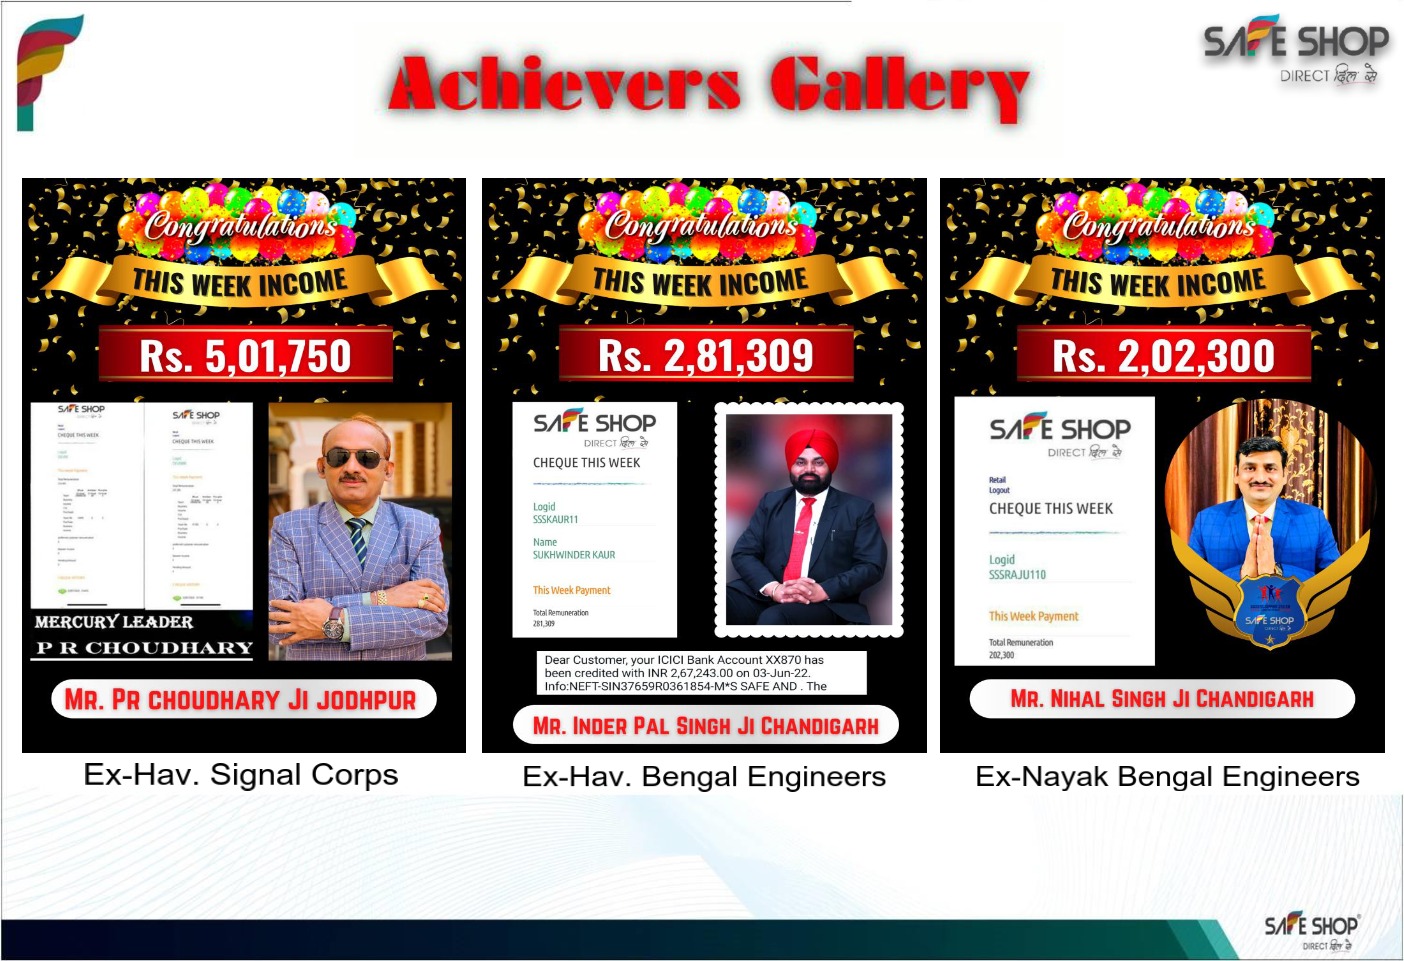 SAFE SHOP
DIRECT दिल से
Achievers Gallery
Congratulations
THIS WEEK INCOME
Rs. 5,01,750
SAFE SHOP
CHEQUE THIS WEEK
SAFE SHOP
CHEQUE THIS WEEK
MERCURY LEADER
P R CHOUDHARY
MR. PR CHOUDHARY JI JODHPUR
Ex-Hav. Signal Corps
Congratulations
THIS WEEK INCOME
Rs. 2,81,309
SAFE SHOP
DIRECT दिल से
CHEQUE THIS WEEK
Logid
SSSKAUR11
Name
SUKHWINDER KAUR
This Week Payment
Total Remuneration
281,309
Dear Customer, your ICICI Bank Account XX870 has
been credited with INR 2,67,243.00 on 03-Jun-22.
Info:NEFT-SIN37659R0361854-M*S SAFE AND . The
MR. INDER PAL SINGH JI CHANDIGARH
Ex-Hav. Bengal Engineers
Congratulations
THIS WEEK INCOME
Rs. 2,02,300
SAFE SHOP
DIRECT दिल से
Retail
Logout
CHEQUE THIS WEEK
Logid
SSSRAJU110
This Week Payment
Total Remuneration
202,300
SAFE SHOP
MR. NIHAL SINGH JI CHANDIGARH
Ex-Nayak Bengal Engineers
SAFE SHOP
DIRECT दिल से